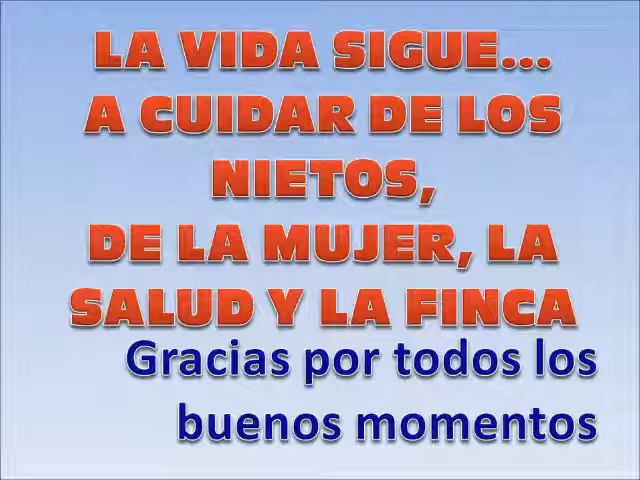 LA VIDA SIGUE...
A CUIDAR DE LOS
NIETOS,
DE LA MUJER, LA
SALUD Y LA FINCA
Gracias por todos los
buenos momentos